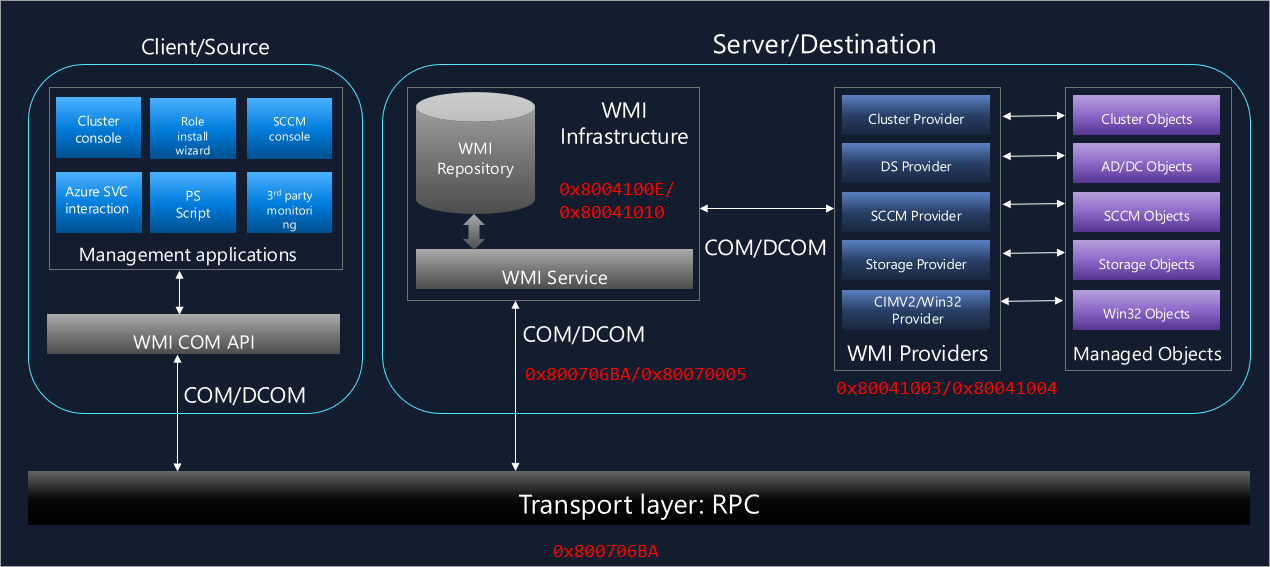 Client/Source
Server/Destination
Cluster
console
Role
install
wizard
SCCM
console
Azure SVC
interaction
PS
Script
3rd party
monitori
ng
Management applications
WMI COM API
COM/DCOM
WMI
Repository
WMI
Infrastructure
0x8004100E/
0x80041010
WMI Service
COM/DCOM
0x800706BA/0x80070005
COM/DCOM
Cluster Provider
DS Provider
SCCM Provider
Storage Provider
CIMV2/Win32
Provider
WMI Providers
0x80041003/0x80041004
Cluster Objects
AD/DC Objects
SCCM Objects
Storage Objects
Win32 Objects
Managed Objects
Transport layer: RPC
0x800706BA